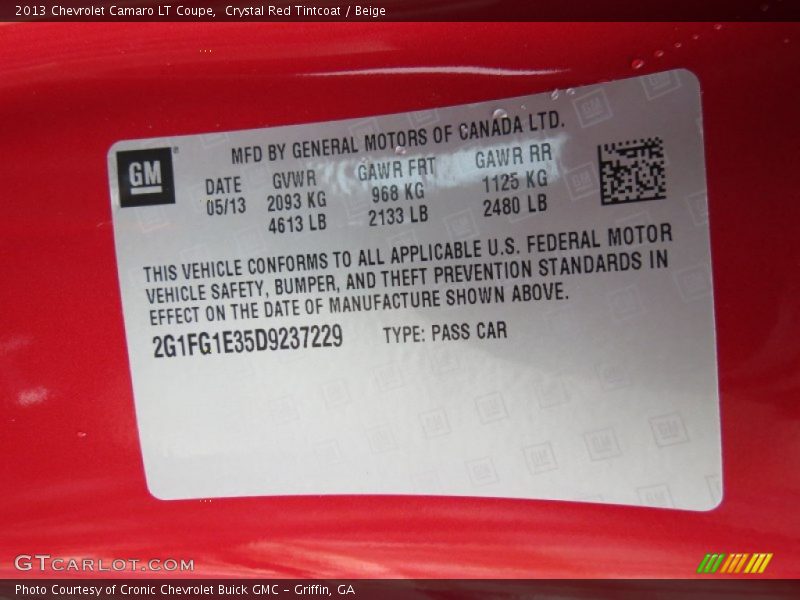 2013 Chevrolet Camaro LT Coupe,  Crystal Red Tintcoat / Beige
GM®
MFD BY GENERAL MOTORS OF CANADA LTD.
DATE GVWR GAWR FRT GAWR RR
05/13 2093 KG 968 KG 1125 KG
4613 LB 2133 LB 2480 LB
THIS VEHICLE CONFORMS TO ALL APPLICABLE U.S. FEDERAL MOTOR
VEHICLE SAFETY, BUMPER, AND THEFT PREVENTION STANDARDS IN
EFFECT ON THE DATE OF MANUFACTURE SHOWN ABOVE.
2G1FG1E35D9237229 TYPE: PASS CAR
GTCARLOT.COM
Photo Courtesy of Cronic Chevrolet Buick GMC – Griffin, GA